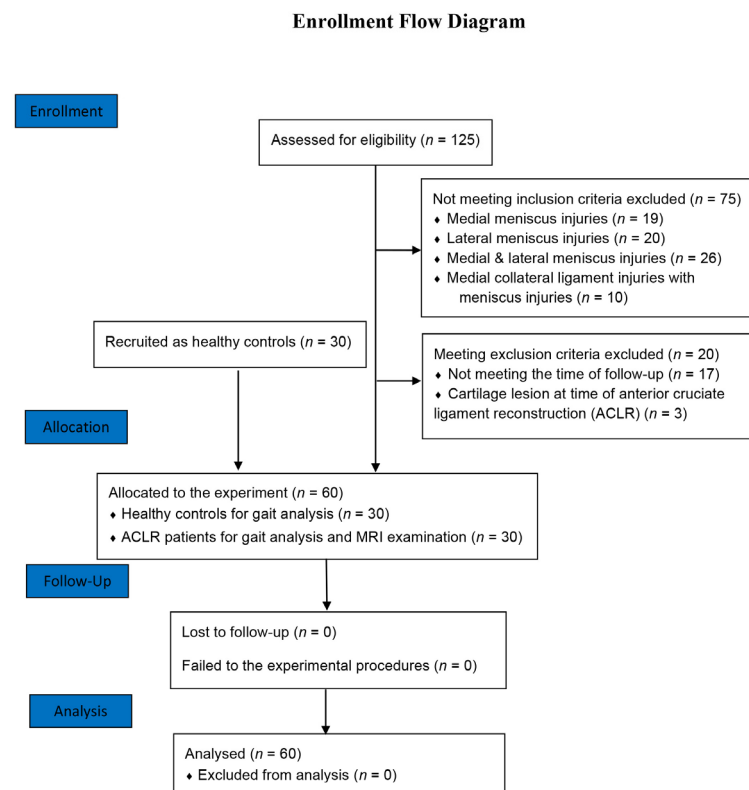 Enrollment Flow Diagram
Enrollment
Assessed for eligibility (n = 125)
Not meeting inclusion criteria excluded (n = 75)
♦ Medial meniscus injuries (n = 19)
♦ Lateral meniscus injuries (n = 20)
♦ Medial & lateral meniscus injuries (n = 26)
♦ Medial collateral ligament injuries with
meniscus injuries (n = 10)
Recruited as healthy controls (n = 30)
Meeting exclusion criteria excluded (n = 20)
♦ Not meeting the time of follow-up (n = 17)
♦ Cartilage lesion at time of anterior cruciate
ligament reconstruction (ACLR) (n = 3)
Allocation
Allocated to the experiment (n = 60)
♦ Healthy controls for gait analysis (n = 30)
♦ ACLR patients for gait analysis and MRI examination (n = 30)
Follow-Up
Lost to follow-up (n = 0)
Failed to the experimental procedures (n = 0)
Analysis
Analysed (n = 60)
♦ Excluded from analysis (n = 0)